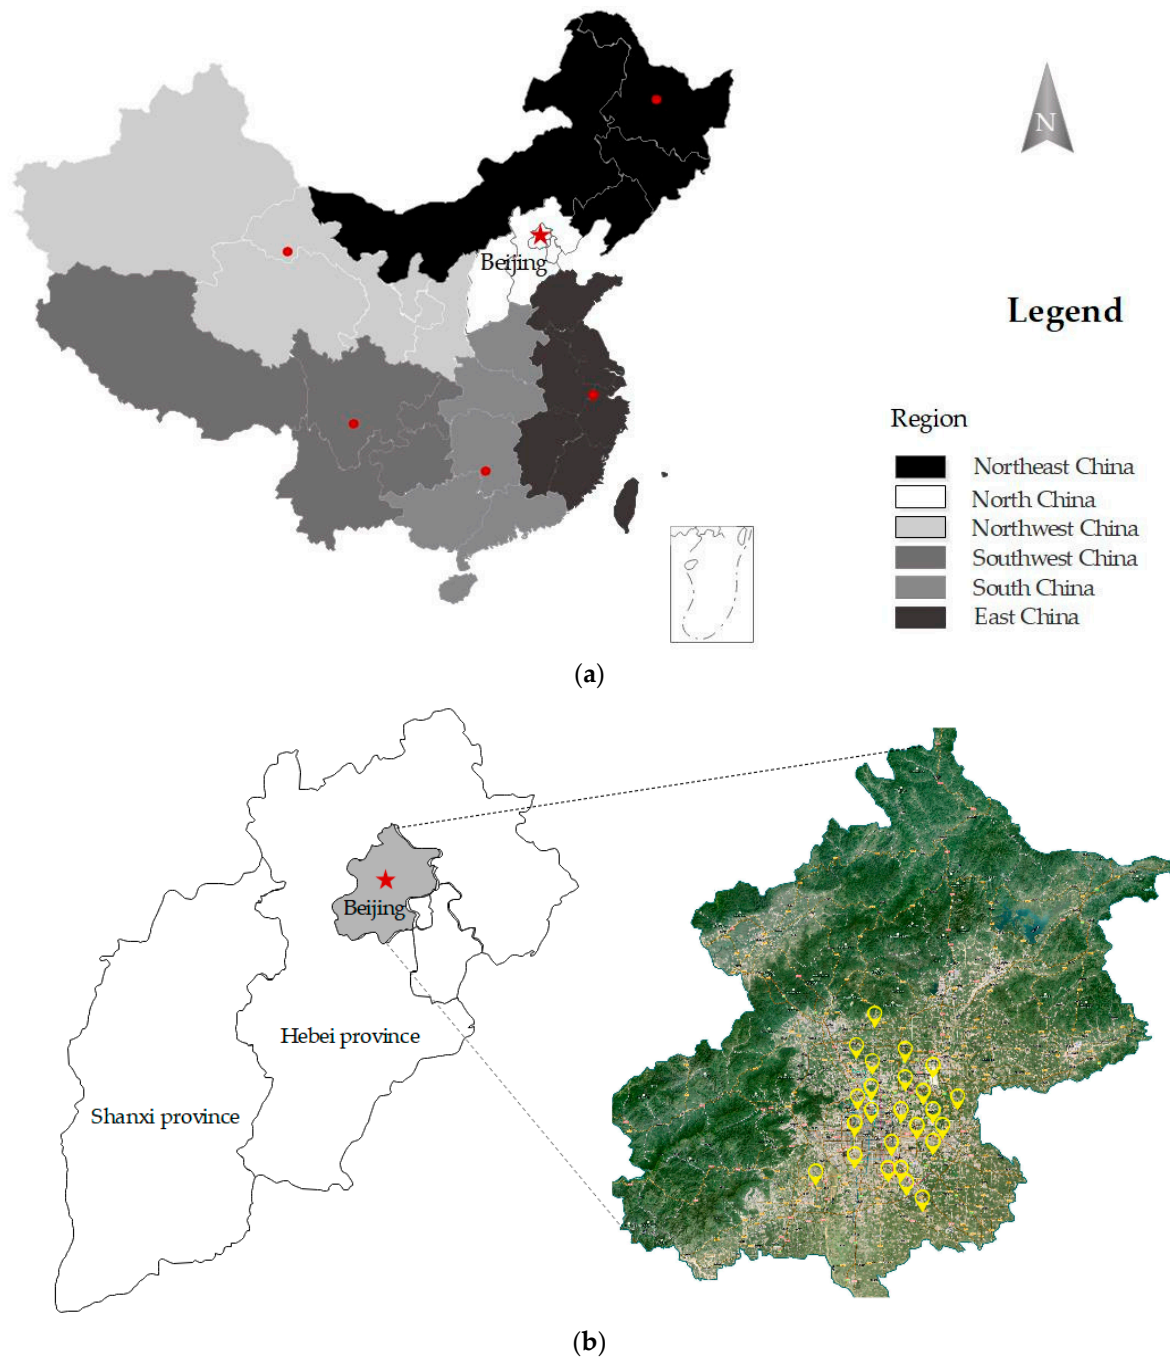 N
Beijing
Legend
Region
Northeast China
North China
Northwest China
Southwest China
South China
East China
(a)
Beijing
Hebei province
Shanxi province
(b)